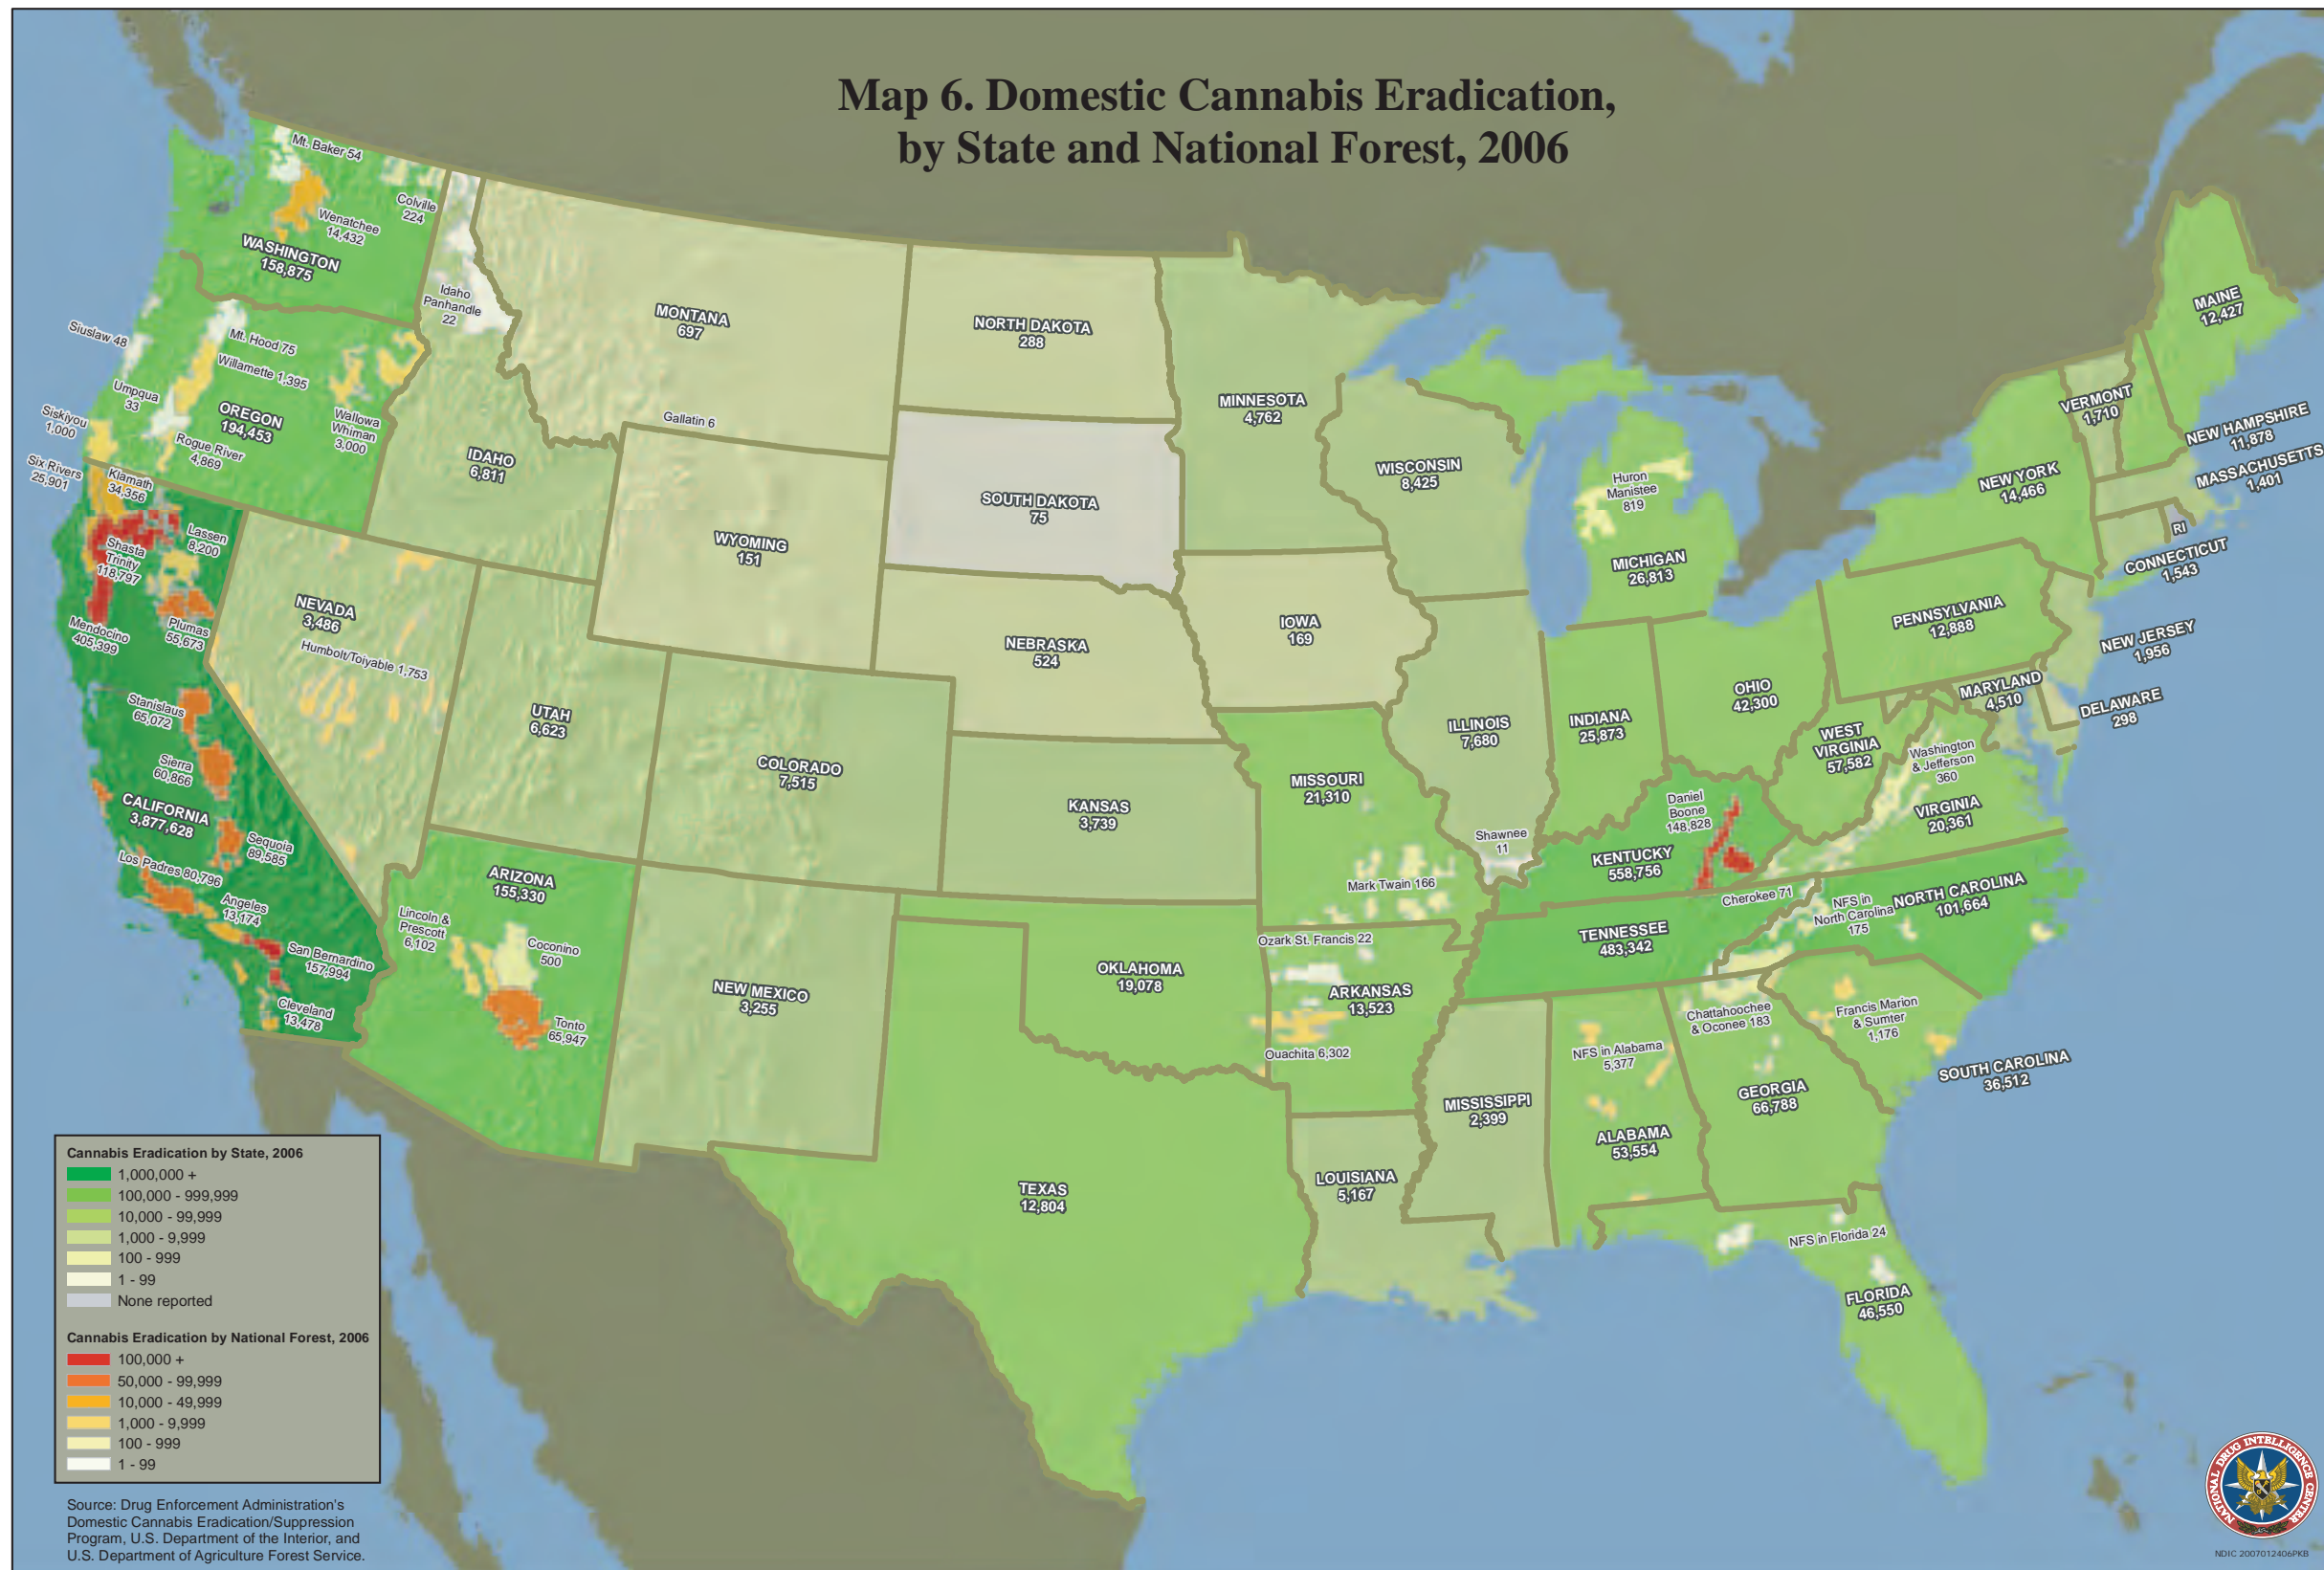 Map 6. Domestic Cannabis Eradication,
by State and National Forest, 2006
Mt. Baker 54
Colville
224
Wenatchee
14,432
WASHINGTON
158,875
Idaho
Panhandle
22
Siuslaw 48
Mt. Hood 75
Willamette 1,395
Umpqua
33
OREGON
194,453
Wallowa
Whiman
3,000
Siskiyou
1,000
Rogue River
4,869
Six Rivers
25,901
Klamath
34,356
Lassen
8,200
Shasta
Trinity
118,797
Mendocino
405,399
Plumas
55,673
Stanislaus
65,072
Sierra
60,866
CALIFORNIA
3,877,628
Sequoia
89,585
Los Padres 80,796
Angeles
13,174
San Bernardino
157,994
Cleveland
13,478
MONTANA
697
Gallatin 6
IDAHO
6,811
WYOMING
151
NEVADA
3,486
Humbolt/Toiyable 1,753
UTAH
6,623
COLORADO
7,515
ARIZONA
155,330
Lincoln &
Prescott
6,102
Coconino
500
Tonto
65,947
NEW MEXICO
3,255
NORTH DAKOTA
288
SOUTH DAKOTA
75
NEBRASKA
524
KANSAS
3,739
OKLAHOMA
19,078
TEXAS
12,804
MINNESOTA
4,762
WISCONSIN
8,425
IOWA
169
ILLINOIS
7,680
MISSOURI
21,310
Shawnee
11
Mark Twain 166
Ozark St. Francis 22
ARKANSAS
13,523
Ouachita 6,302
LOUISIANA
5,167
MISSISSIPPI
2,399
Huron
Manistee
819
MICHIGAN
26,813
INDIANA
25,873
OHIO
42,300
Daniel
Boone
148,828
KENTUCKY
558,756
TENNESSEE
483,342
Cherokee 71
NFS in
North Carolina
175
NORTH CAROLINA
101,664
NFS in Alabama
5,377
ALABAMA
53,554
Chattahoochee
& Oconee 183
GEORGIA
66,788
Francis Marion
& Sumter
1,176
SOUTH CAROLINA
36,512
NFS in Florida 24
FLORIDA
46,550
WEST
VIRGINIA
57,582
Washington
& Jefferson
360
VIRGINIA
20,361
MARYLAND
4,510
DELAWARE
298
PENNSYLVANIA
12,888
NEW JERSEY
1,956
NEW YORK
14,466
CONNECTICUT
1,543
RI
MASSACHUSETTS
1,401
NEW HAMPSHIRE
11,878
VERMONT
1,710
MAINE
12,427
Cannabis Eradication by State, 2006
1,000,000 +
100,000 - 999,999
10,000 - 99,999
1,000 - 9,999
100 - 999
1 - 99
None reported
Cannabis Eradication by National Forest, 2006
100,000 +
50,000 - 99,999
10,000 - 49,999
1,000 - 9,999
100 - 999
1 - 99
Source: Drug Enforcement Administration's
Domestic Cannabis Eradication/Suppression
Program, U.S. Department of the Interior, and
U.S. Department of Agriculture Forest Service.
NATIONAL DRUG INTELLIGENCE CENTER
NDIC 2007012406PKB